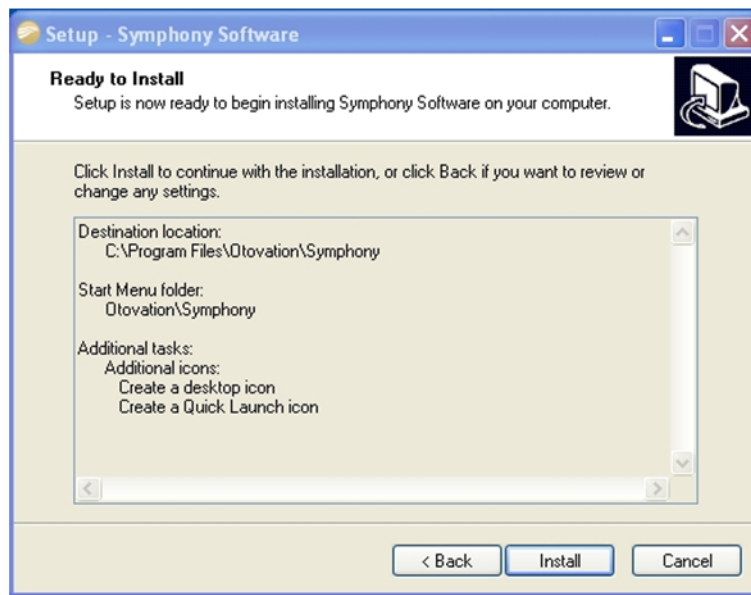 Setup - Symphony Software
Ready to Install
Setup is now ready to begin installing Symphony Software on your computer.
Click Install to continue with the installation, or click Back if you want to review or
change any settings.
Destination location:
C:\Program Files\Otovation\Symphony
Start Menu folder:
Otovation\Symphony
Additional tasks:
Additional icons:
Create a desktop icon
Create a Quick Launch icon
< Back
Install
Cancel